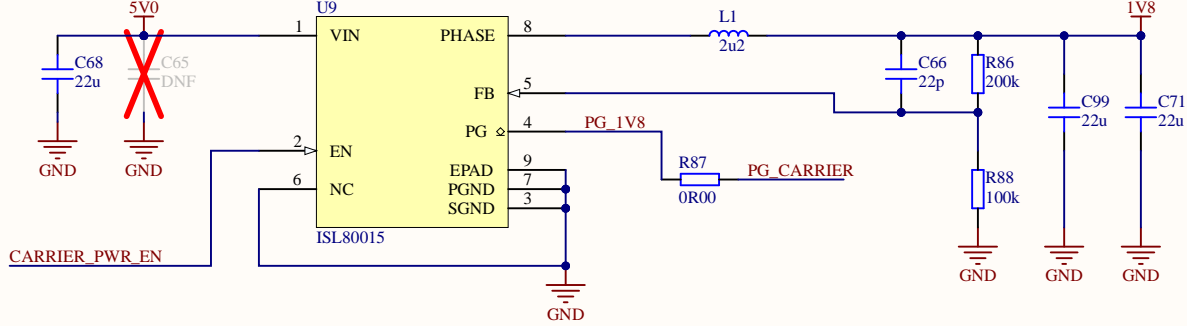 5V0
U9
L1
1V8
1
VIN
PHASE
8
2u2
C68
22u
C65
DNF
C66
22p
R86
200k
FB
5
C99
22u
C71
22u
PG
4
PG_1V8
GND
GND
2
EN
R87
PG_CARRIER
0R00
EPAD
9
6
NC
PGND
7
SGND
3
R88
100k
ISL80015
CARRIER_PWR_EN
GND
GND
GND
GND